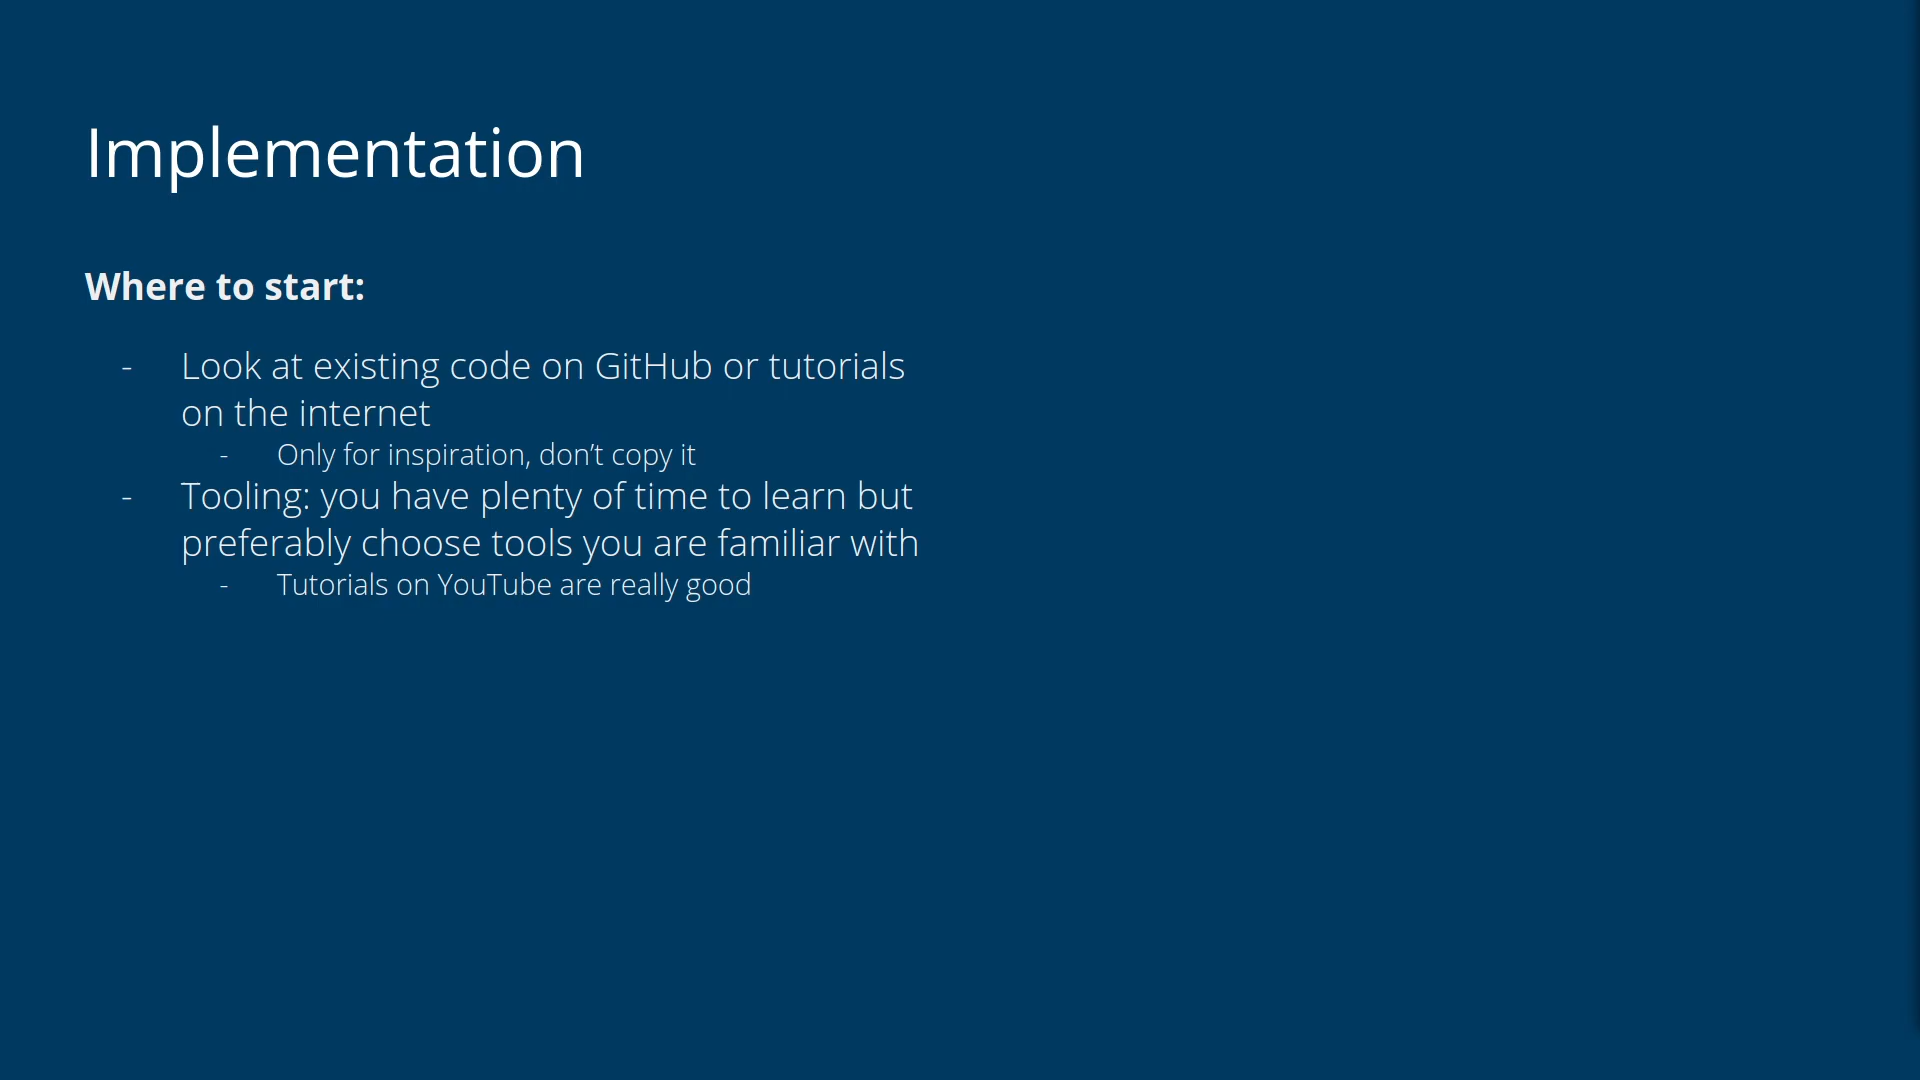 Implementation
Where to start:
- Look at existing code on GitHub or tutorials
on the internet
- Only for inspiration, don’t copy it
- Tooling: you have plenty of time to learn but
preferably choose tools you are familiar with
- Tutorials on YouTube are really good